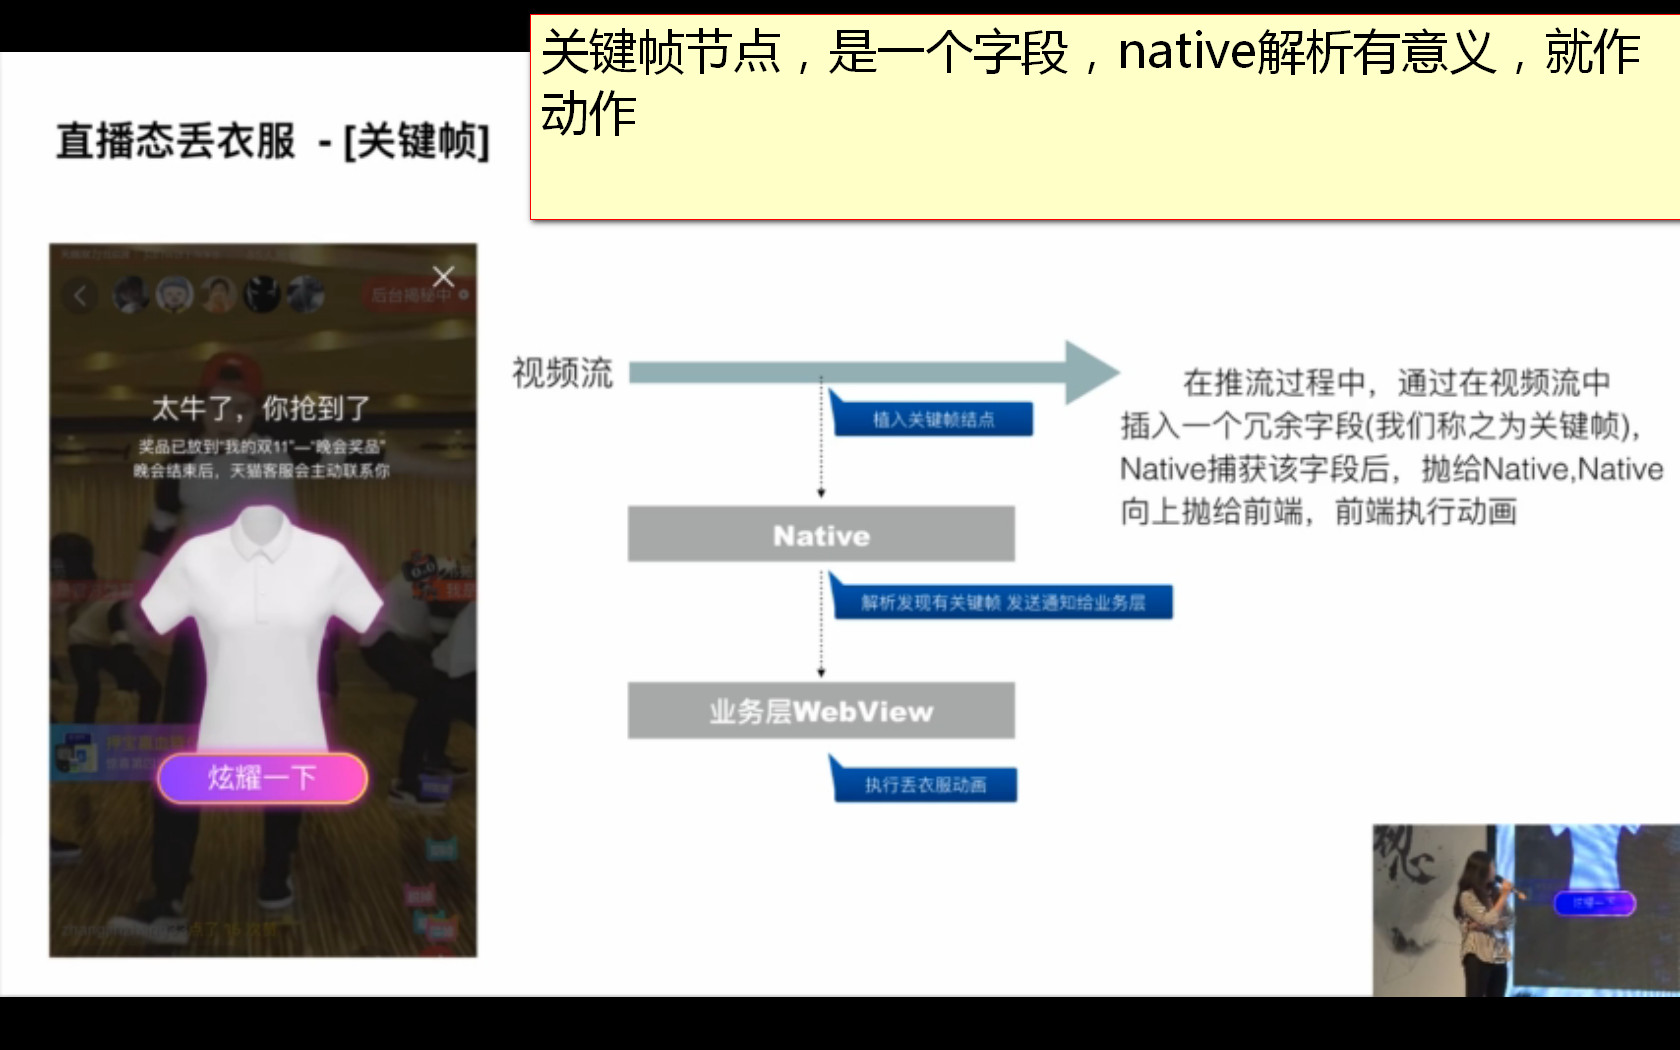 关键帧节点，是一个字段，native解析有意义，就作
动作
直播态丢衣服 - [关键帧]
后台揭秘中
太牛了，你抢到了
奖品已放到“我的双11”—“晚会奖品”
晚会结束后，天猫客服会主动联系你
炫耀一下
视频流
植入关键帧结点
Native
解析发现有关键帧 发送通知给业务层
业务层WebView
执行丢衣服动画
在推流过程中，通过在视频流中
插入一个冗余字段(我们称之为关键帧)，
Native捕获该字段后，抛给Native,Native
向上抛给前端，前端执行动画
初心
炫耀一下